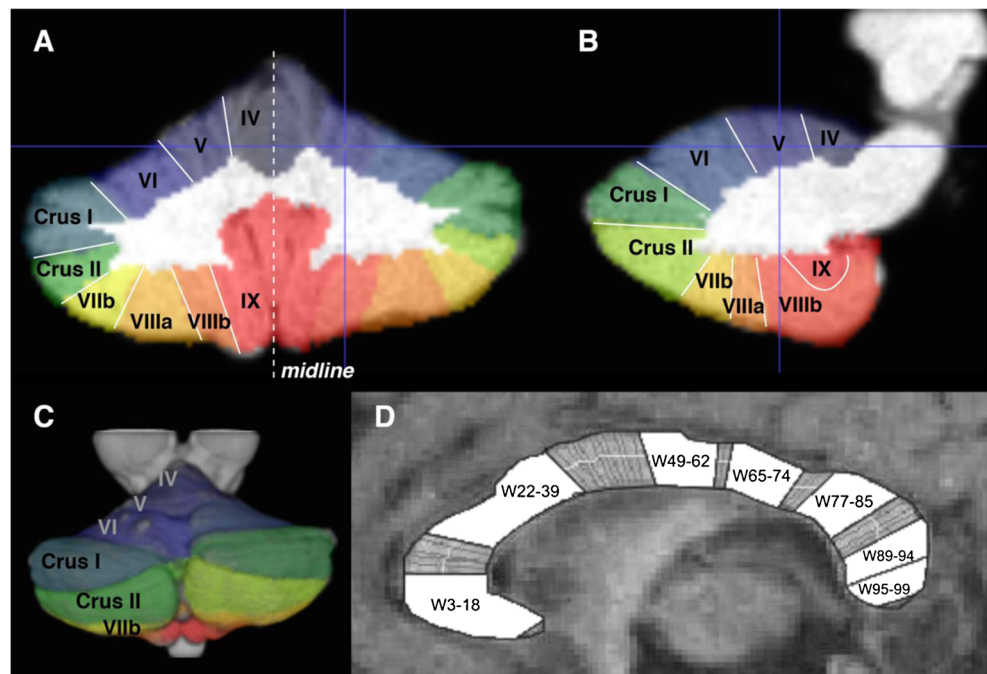 A
IV
V
VI
Crus I
Crus II
VIIb
VIIIa
VIIIb
IX
midline
B
IV
V
VI
Crus I
Crus II
VIIb
VIIIa
VIIIb
IX
C
IV
V
VI
Crus I
Crus II
VIIb
D
W3-18
W22-39
W49-62
W65-74
W77-85
W89-94
W95-99